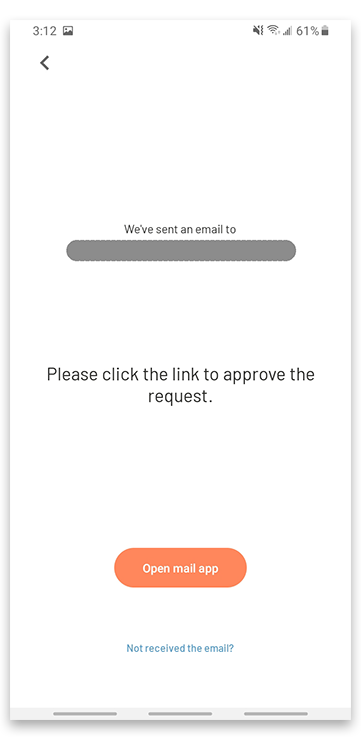 3:12 61%
We've sent an email to
Please click the link to approve the
request.
Open mail app
Not received the email?